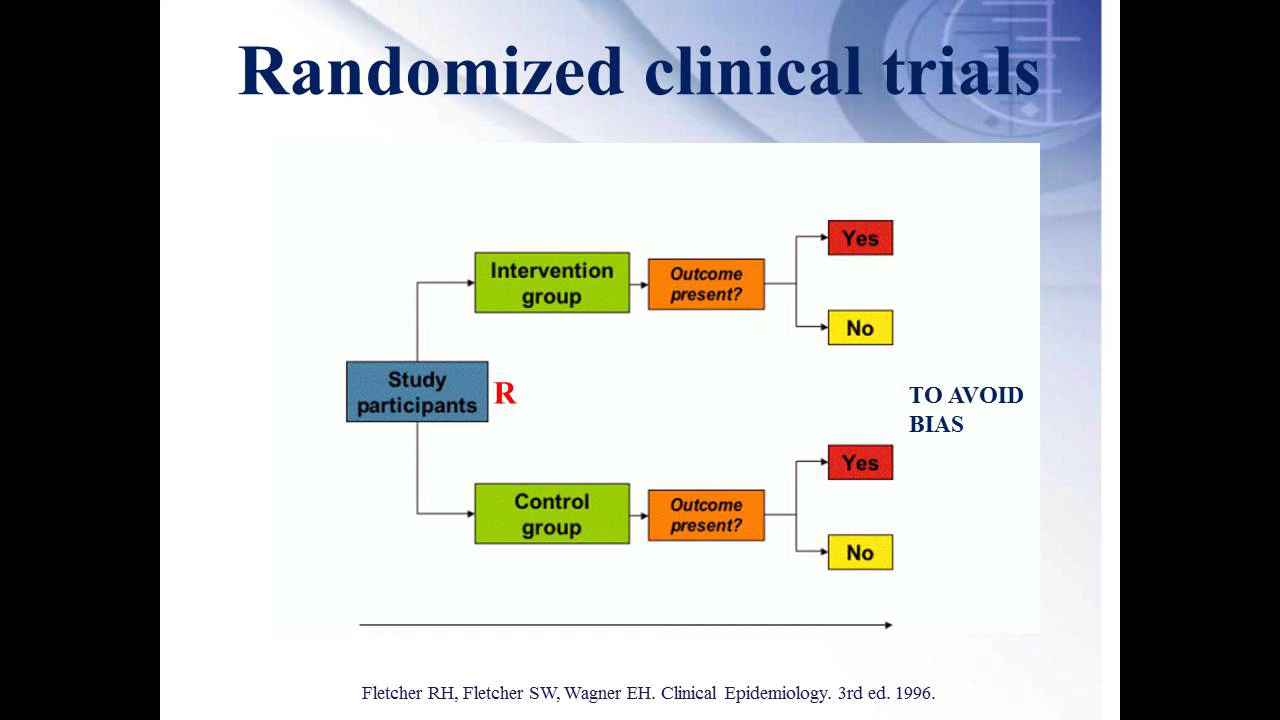 Randomized clinical trials
Intervention
group
Outcome
present?
Yes
No
Study
participants
R
TO AVOID
BIAS
Control
group
Outcome
present?
Yes
No
Fletcher RH, Fletcher SW, Wagner EH. Clinical Epidemiology. 3rd ed. 1996.